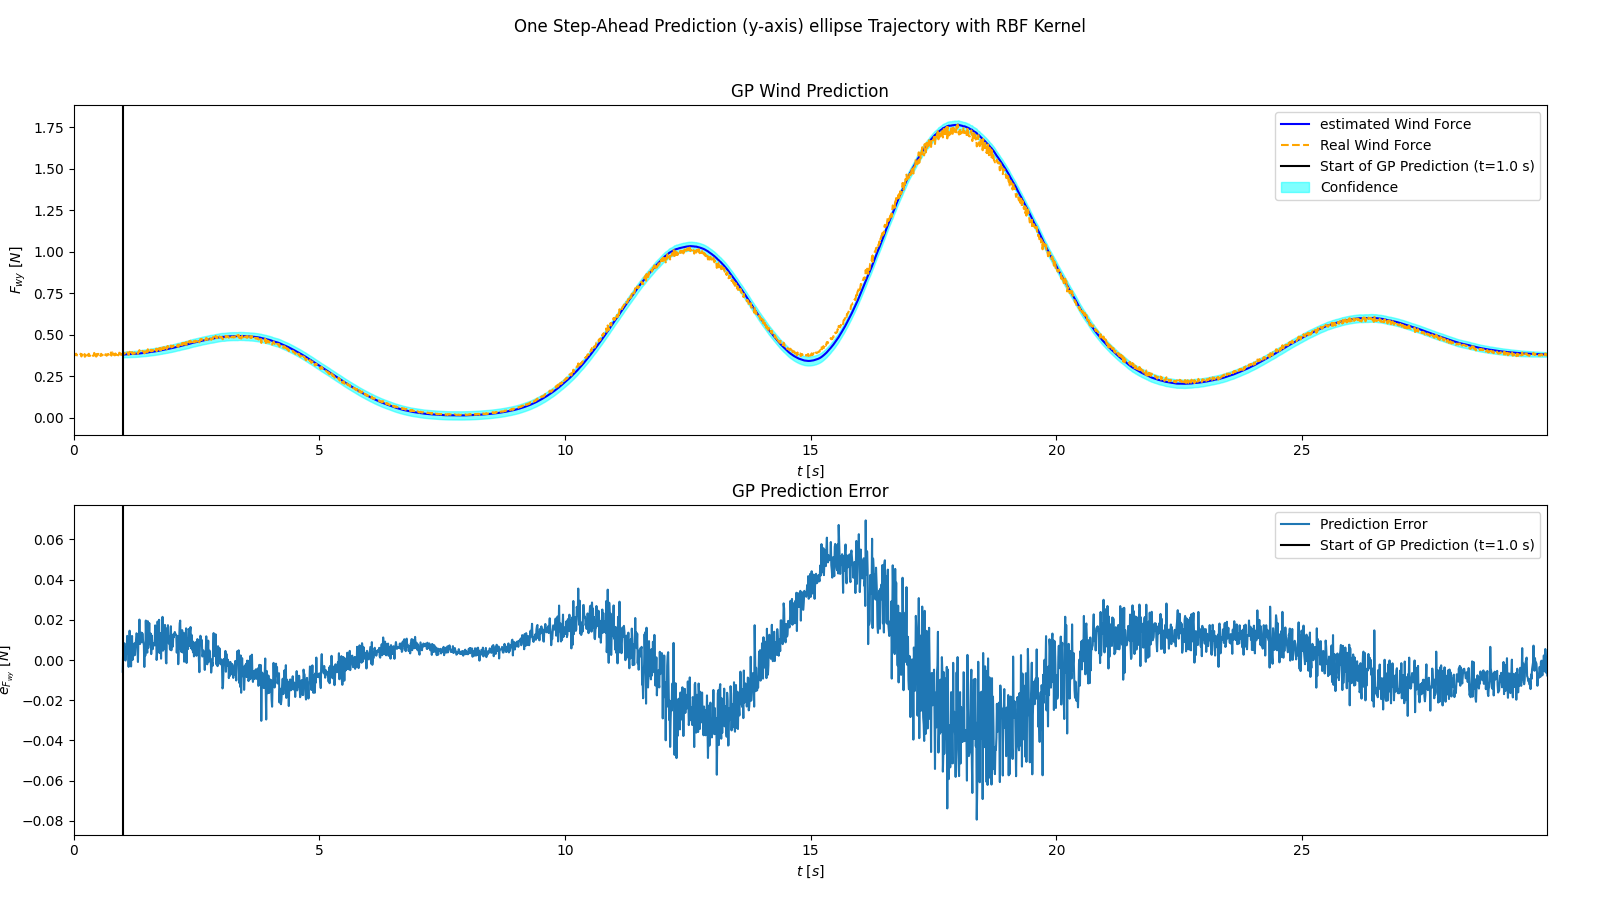 One Step-Ahead Prediction (y-axis) ellipse Trajectory with RBF Kernel
GP Wind Prediction
estimated Wind Force
Real Wind Force
Start of GP Prediction (t=1.0 s)
Confidence
F_wy [N]
1.75
1.50
1.25
1.00
0.75
0.50
0.25
0.00
0 5 10 15 20 25
t [s]
GP Prediction Error
Prediction Error
Start of GP Prediction (t=1.0 s)
e_F_wy [N]
0.06
0.04
0.02
0.00
−0.02
−0.04
−0.06
−0.08
0 5 10 15 20 25
t [s]